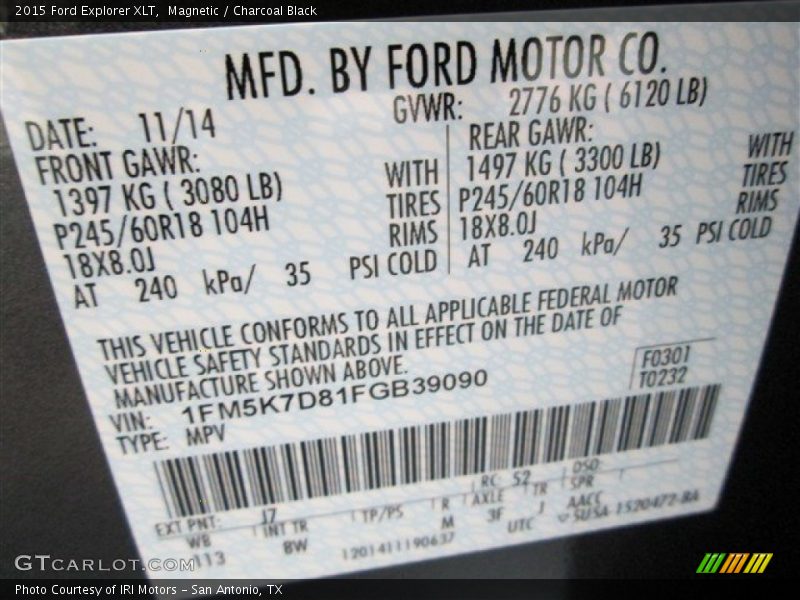 2015 Ford Explorer XLT, Magnetic / Charcoal Black
MFD. BY FORD MOTOR CO.
DATE: 11/14 GVWR: 2776 KG ( 6120 LB)
FRONT GAWR: REAR GAWR:
1397 KG ( 3080 LB) WITH 1497 KG ( 3300 LB) WITH
P245/60R18 104H TIRES P245/60R18 104H TIRES
18X8.0J RIMS 18X8.0J RIMS
AT 240 kPa/ 35 PSI COLD AT 240 kPa/ 35 PSI COLD
THIS VEHICLE CONFORMS TO ALL APPLICABLE FEDERAL MOTOR
VEHICLE SAFETY STANDARDS IN EFFECT ON THE DATE OF
MANUFACTURE SHOWN ABOVE.
F0301
T0232
VIN: 1FM5K7D81FGB39090
TYPE: MPV
EXT PNT: J7 RC 52 DSO:
WB INT TR TP/PS R AXLE TR SPR
113 8W M 3F J AACC
1201411190637 UTC SUSA 1520472-BA
GTCARLOT.COM
Photo Courtesy of IRI Motors – San Antonio, TX